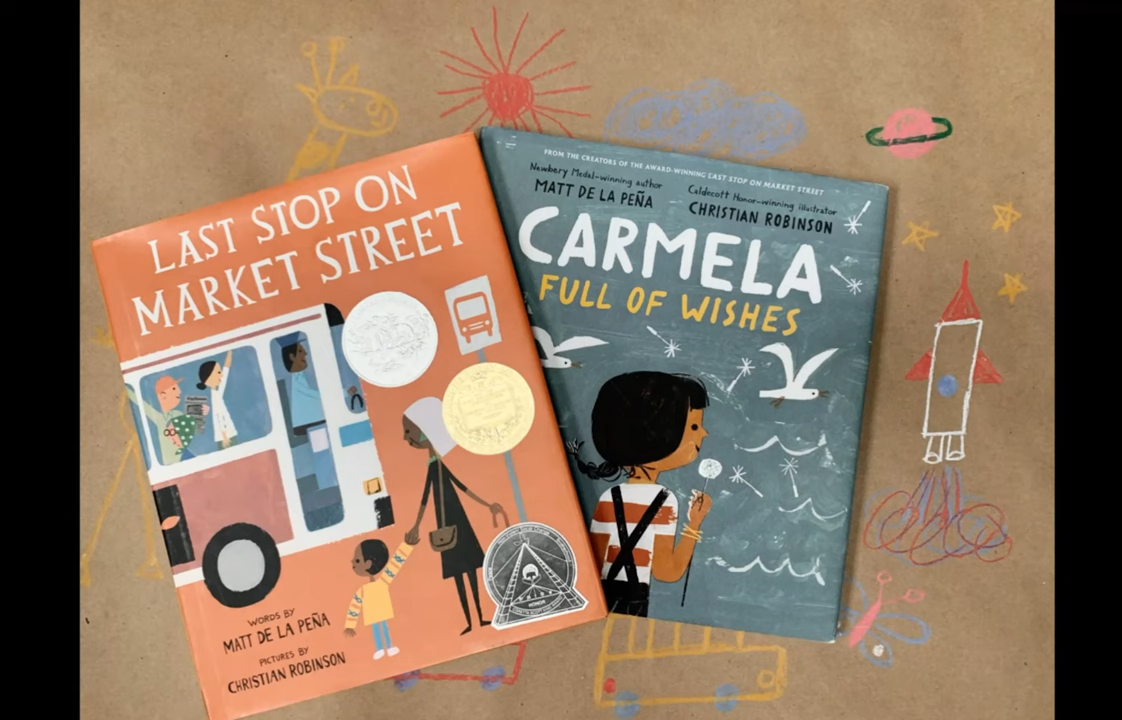 LAST STOP ON
MARKET STREET
WORDS BY
MATT DE LA PEÑA
PICTURES BY
CHRISTIAN ROBINSON
HONOR
FROM THE CREATORS OF THE AWARD-WINNING LAST STOP ON MARKET STREET
Newbery Medal-winning author
MATT DE LA PEÑA
Caldecott Honor-winning illustrator
CHRISTIAN ROBINSON
CARMELA
FULL OF WISHES